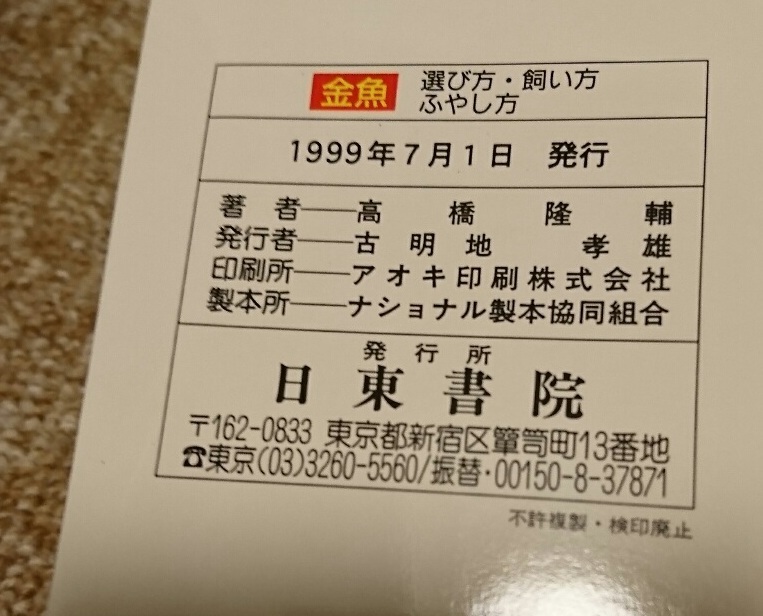 金魚 選び方・飼い方
ふやし方
1999年7月1日 発行
著者――高橋隆輔
発行者――古明地 孝雄
印刷所――アオキ印刷株式会社
製本所――ナショナル製本協同組合
発行所
日東書院
〒162-0833 東京都新宿区簞笥町13番地
☎東京(03)3260-5560/振替・00150-8-37871
不許複製・検印廃止